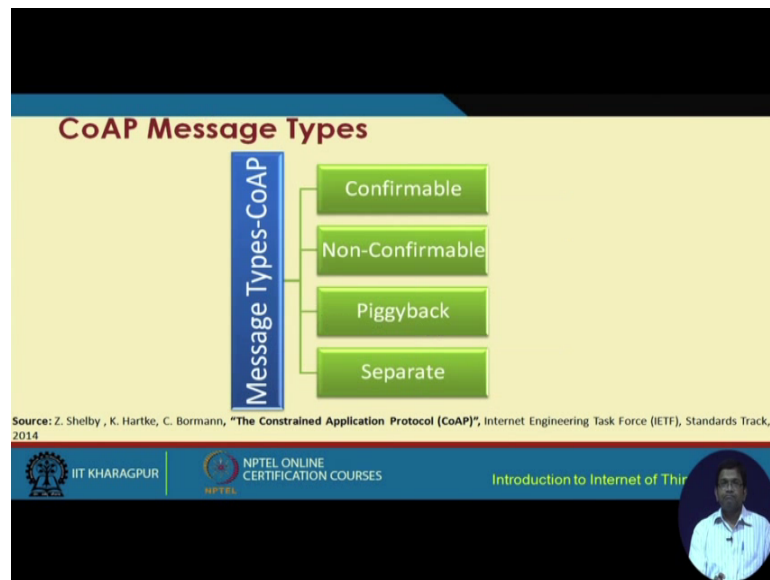 CoAP Message Types
Message Types-CoAP
Confirmable
Non-Confirmable
Piggyback
Separate
Source: Z. Shelby , K. Hartke, C. Bormann, “The Constrained Application Protocol (CoAP)”, Internet Engineering Task Force (IETF), Standards Track,
2014
IIT KHARAGPUR
NPTEL
NPTEL ONLINE
CERTIFICATION COURSES
Introduction to Internet of Thin